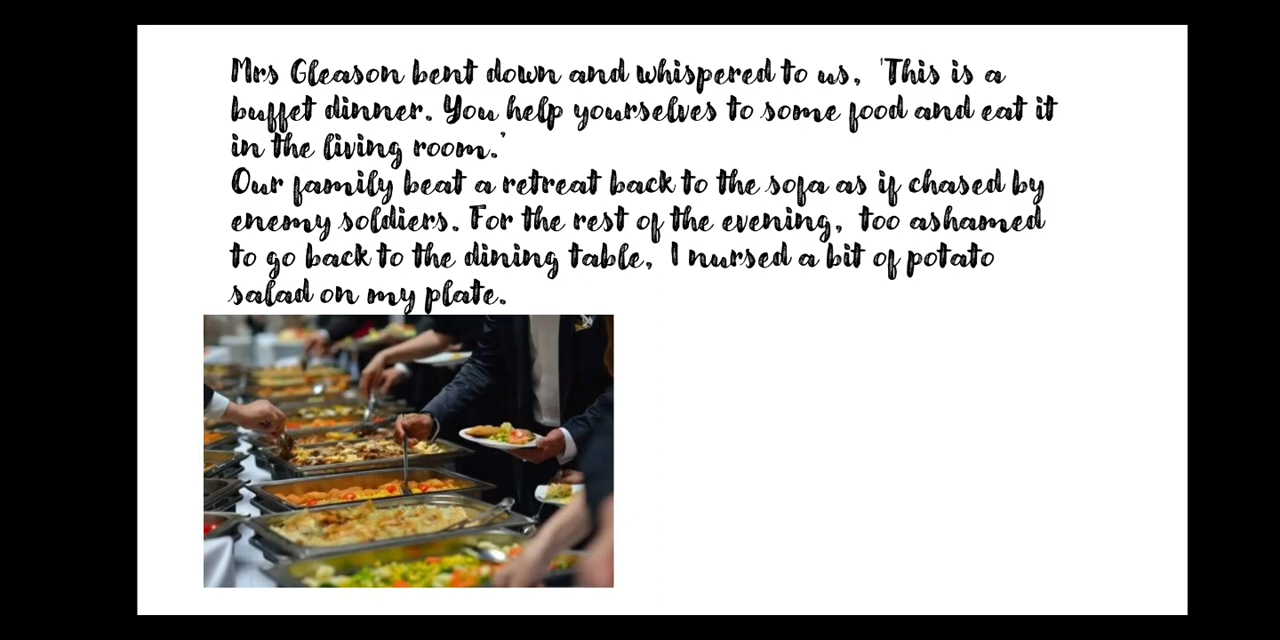 Mrs Gleason bent down and whispered to us, 'This is a
buffet dinner. You help yourselves to some food and eat it
in the living room.'
Our family beat a retreat back to the sofa as if chased by
enemy soldiers. For the rest of the evening, too ashamed
to go back to the dining table, I nursed a bit of potato
salad on my plate.